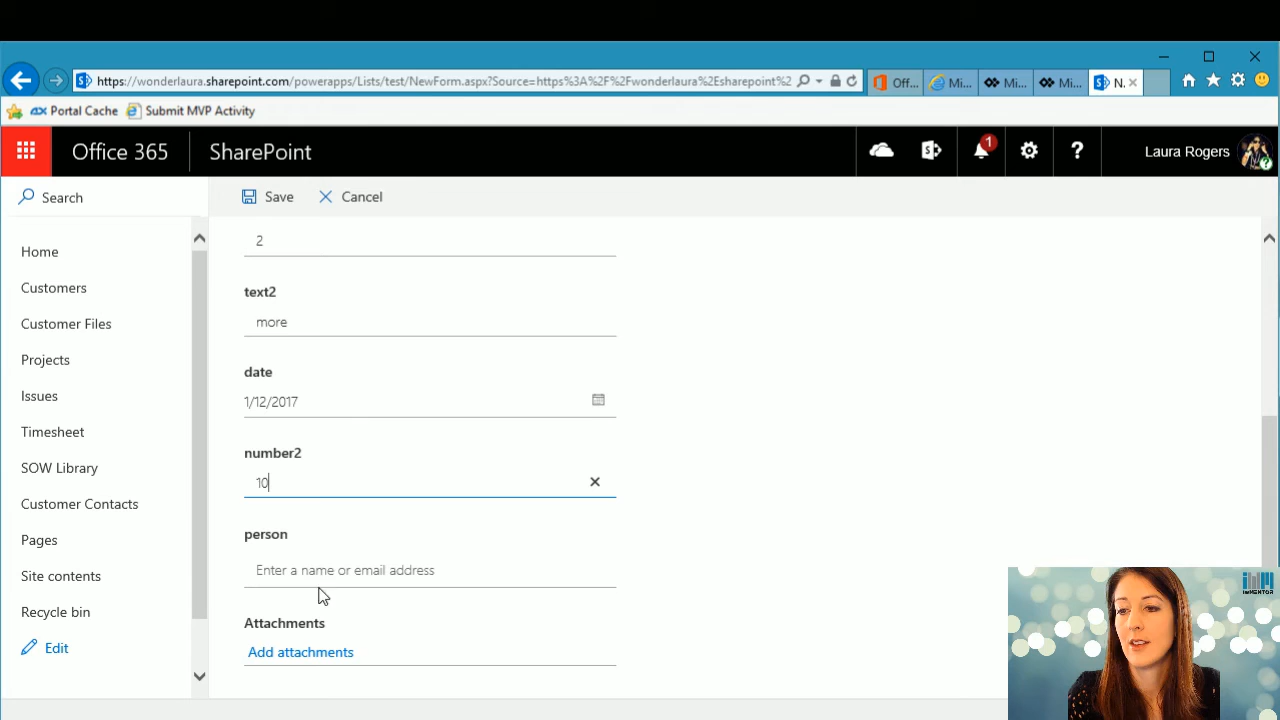 https://wonderlaura.sharepoint.com/powerapps/Lists/test/NewForm.aspx?Source=https%3A%2F%2Fwonderlaura%2Esharepoint%2
Off...
Mi...
Mi...
Mi...
N...
Portal Cache
Submit MVP Activity
Office 365
SharePoint
1
?
Laura Rogers
Search
Save
Cancel
Home
Customers
Customer Files
Projects
Issues
Timesheet
SOW Library
Customer Contacts
Pages
Site contents
Recycle bin
Edit
2
text2
more
date
1/12/2017
number2
10
person
Enter a name or email address
Attachments
Add attachments
IWMENTOR